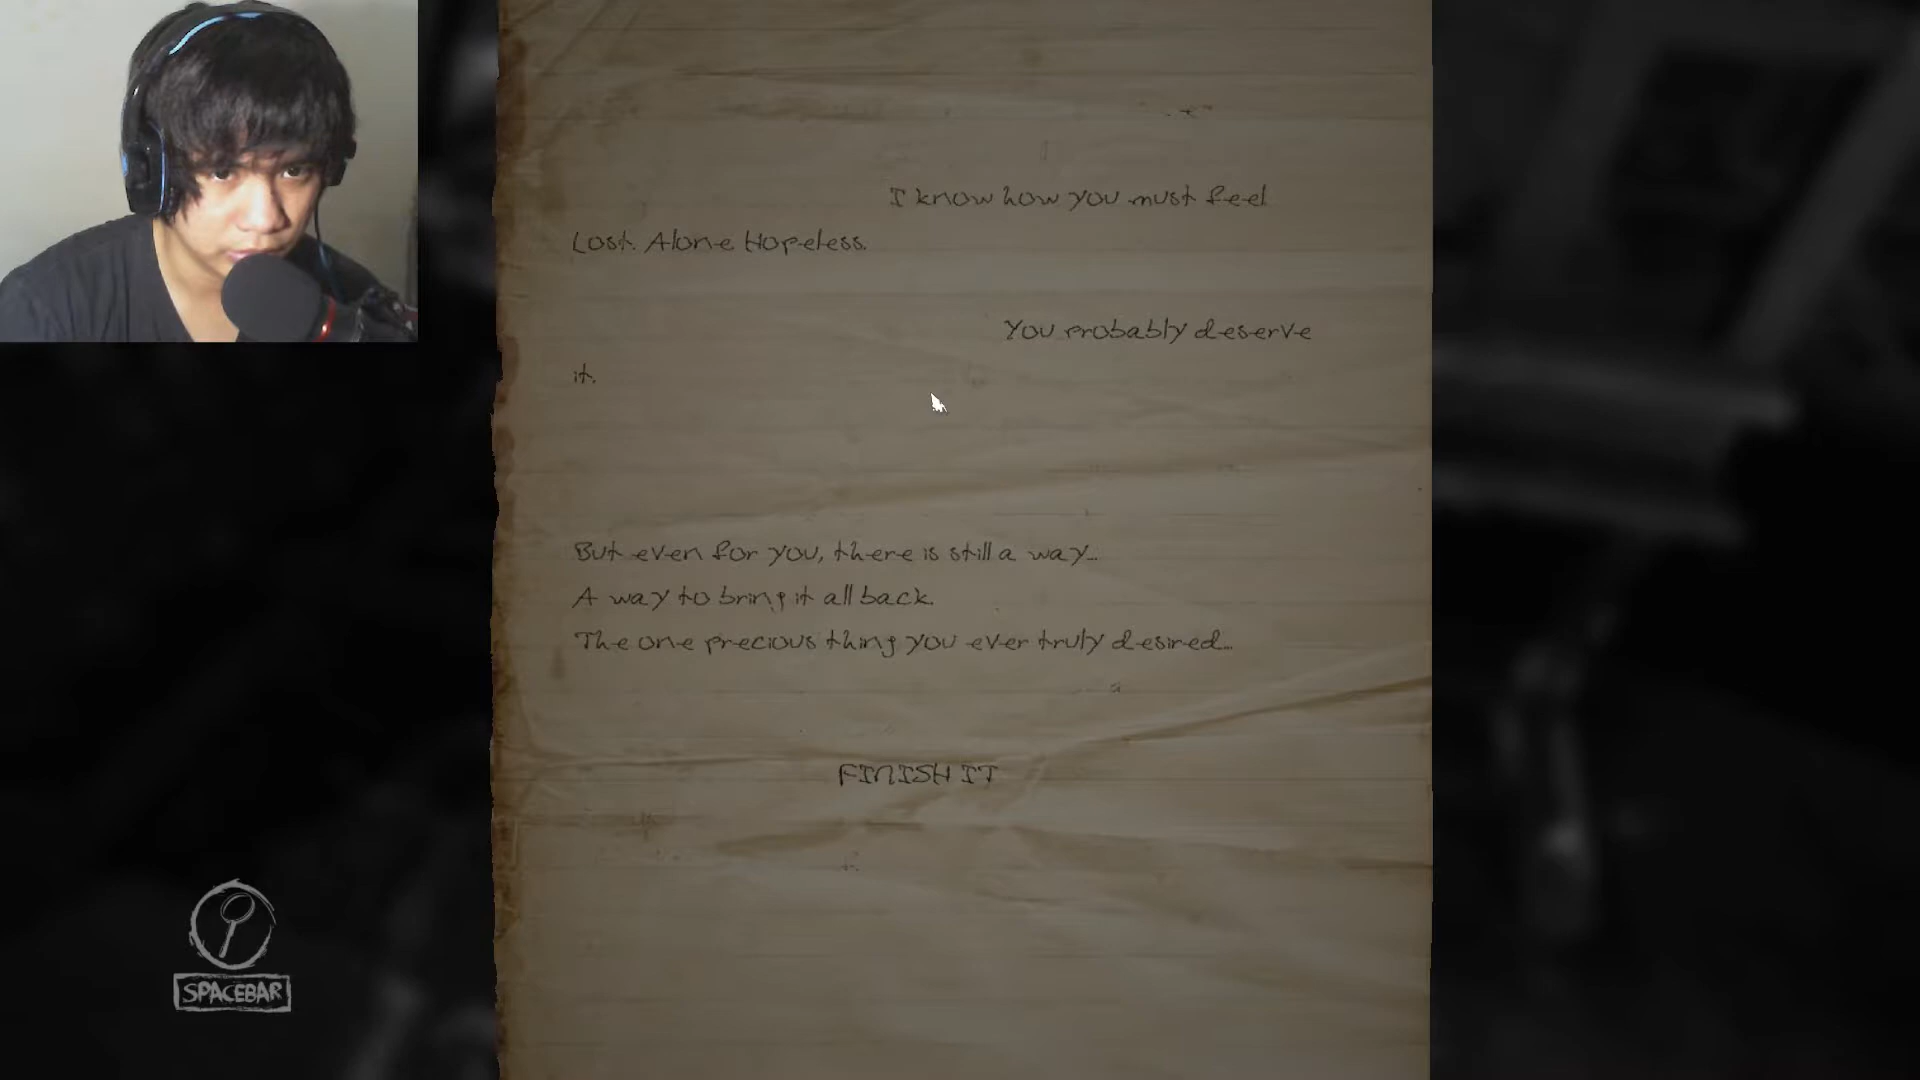 I know how you must feel
Lost. Alone Hopeless.
You probably deserve
it.
But even for you, there is still a way...
A way to bring it all back.
The one precious thing you ever truly desired...
FINISH IT
SPACEBAR